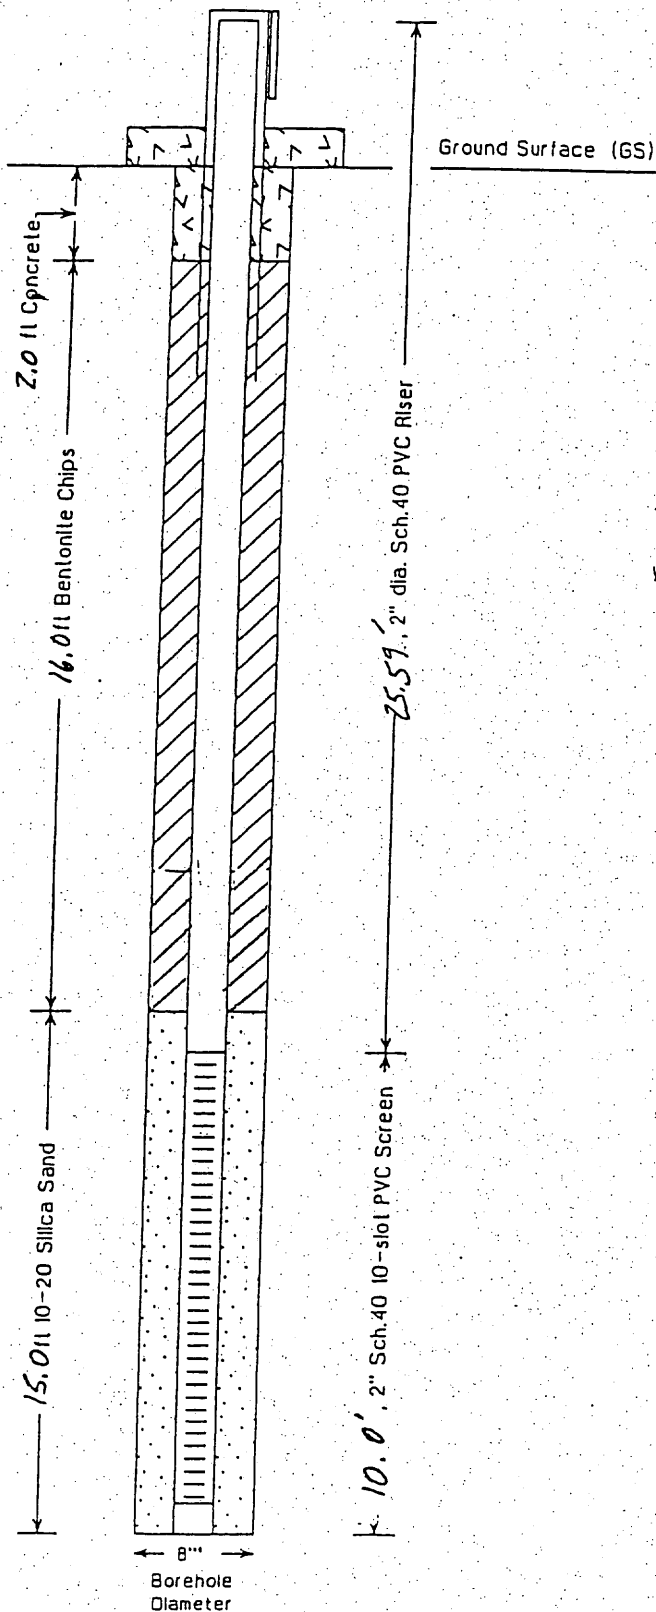 Ground Surface (GS)
2.0 ft Concrete
16.0 ft Bentonite Chips
25.59', 2" dia. Sch.40 PVC Riser
15.0 ft 10-20 Silica Sand
10.0', 2" Sch.40 10-slot PVC Screen
8"
Borehole
Diameter